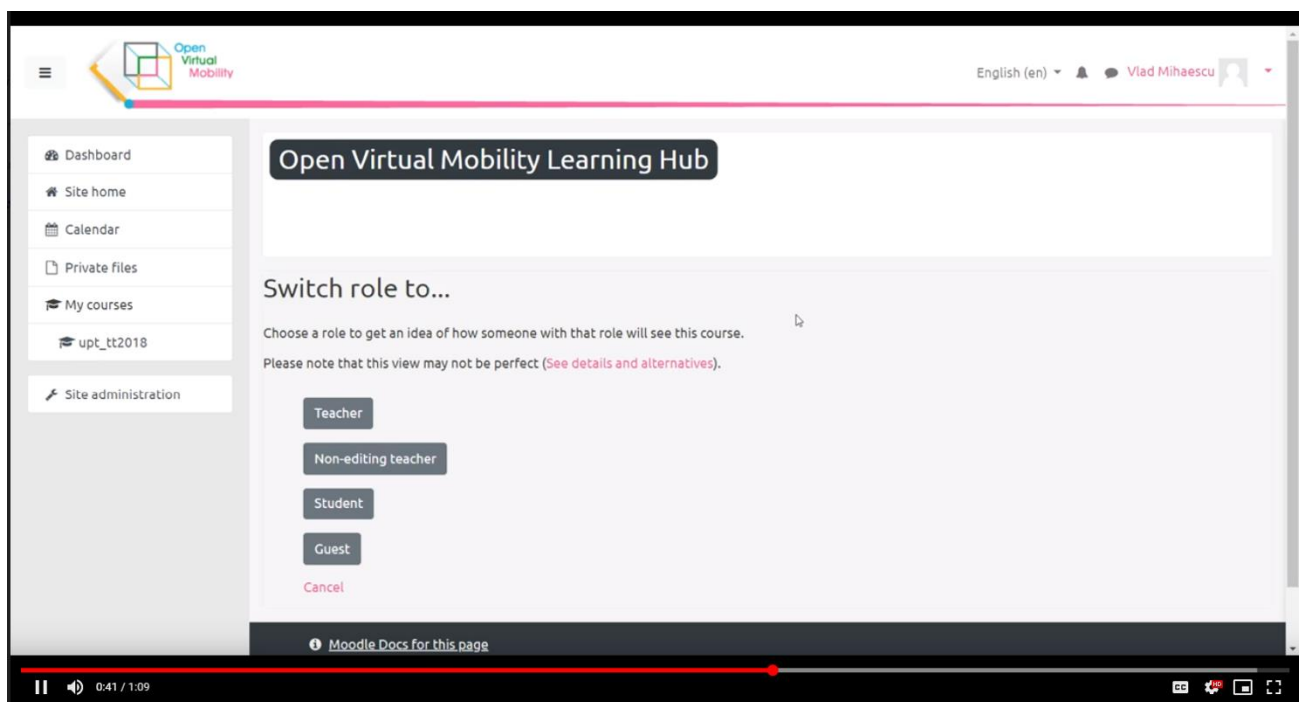 Open
Virtual
Mobility
English (en)
Vlad Mihaescu
Dashboard
Site home
Calendar
Private files
My courses
upt_tt2018
Site administration
Open Virtual Mobility Learning Hub
Switch role to...
Choose a role to get an idea of how someone with that role will see this course.
Please note that this view may not be perfect (See details and alternatives).
Teacher
Non-editing teacher
Student
Guest
Cancel
Moodle Docs for this page
0:41 / 1:09
CC
HD